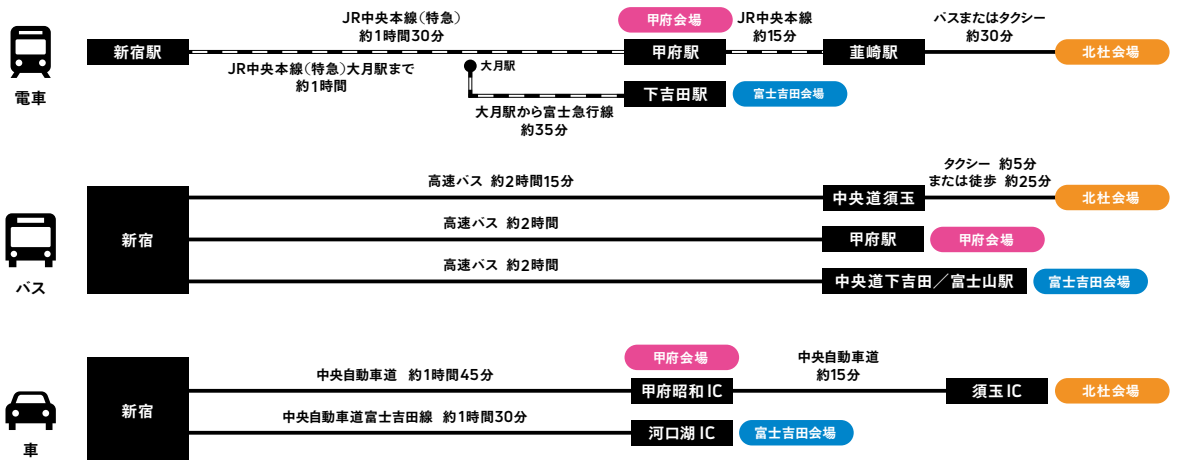 電車
新宿駅
JR中央本線(特急)
約1時間30分
JR中央本線(特急)大月駅まで
約1時間
大月駅
大月駅から富士急行線
約35分
甲府会場
甲府駅
JR中央本線
約15分
韮崎駅
バスまたはタクシー
約30分
北杜会場
下吉田駅
富士吉田会場
バス
新宿
高速バス 約2時間15分
中央道須玉
タクシー 約5分
または徒歩 約25分
北杜会場
高速バス 約2時間
甲府駅
甲府会場
高速バス 約2時間
中央道下吉田/富士山駅
富士吉田会場
車
新宿
中央自動車道 約1時間45分
甲府会場
甲府昭和IC
中央自動車道
約15分
須玉IC
北杜会場
中央自動車道富士吉田線 約1時間30分
河口湖IC
富士吉田会場